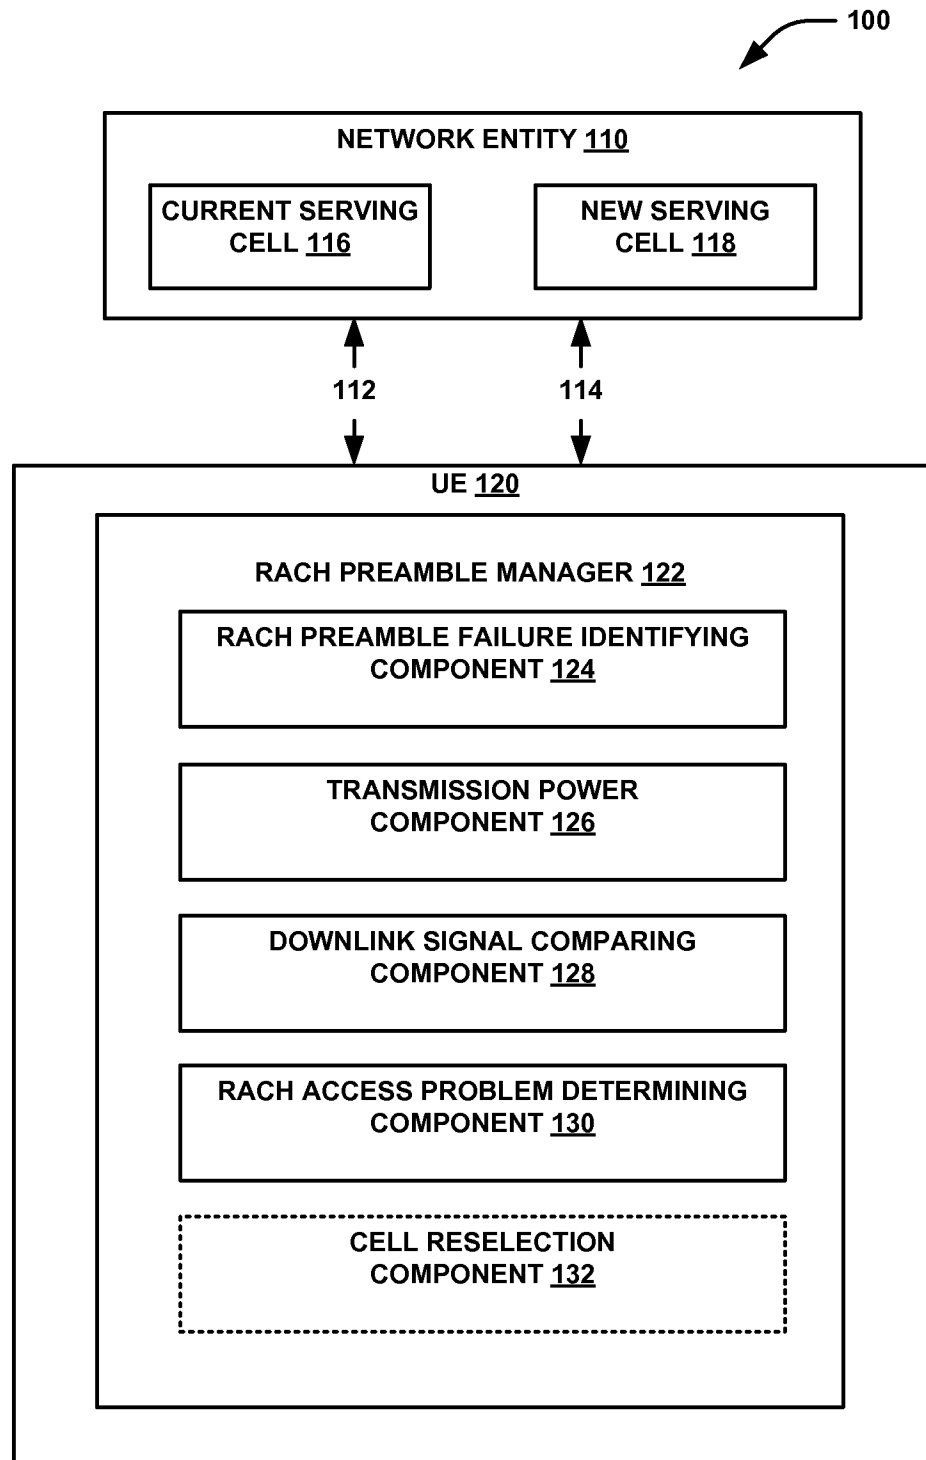 100
NETWORK ENTITY 110
CURRENT SERVING
CELL 116
NEW SERVING
CELL 118
112
114
UE 120
RACH PREAMBLE MANAGER 122
RACH PREAMBLE FAILURE IDENTIFYING
COMPONENT 124
TRANSMISSION POWER
COMPONENT 126
DOWNLINK SIGNAL COMPARING
COMPONENT 128
RACH ACCESS PROBLEM DETERMINING
COMPONENT 130
CELL RESELECTION
COMPONENT 132